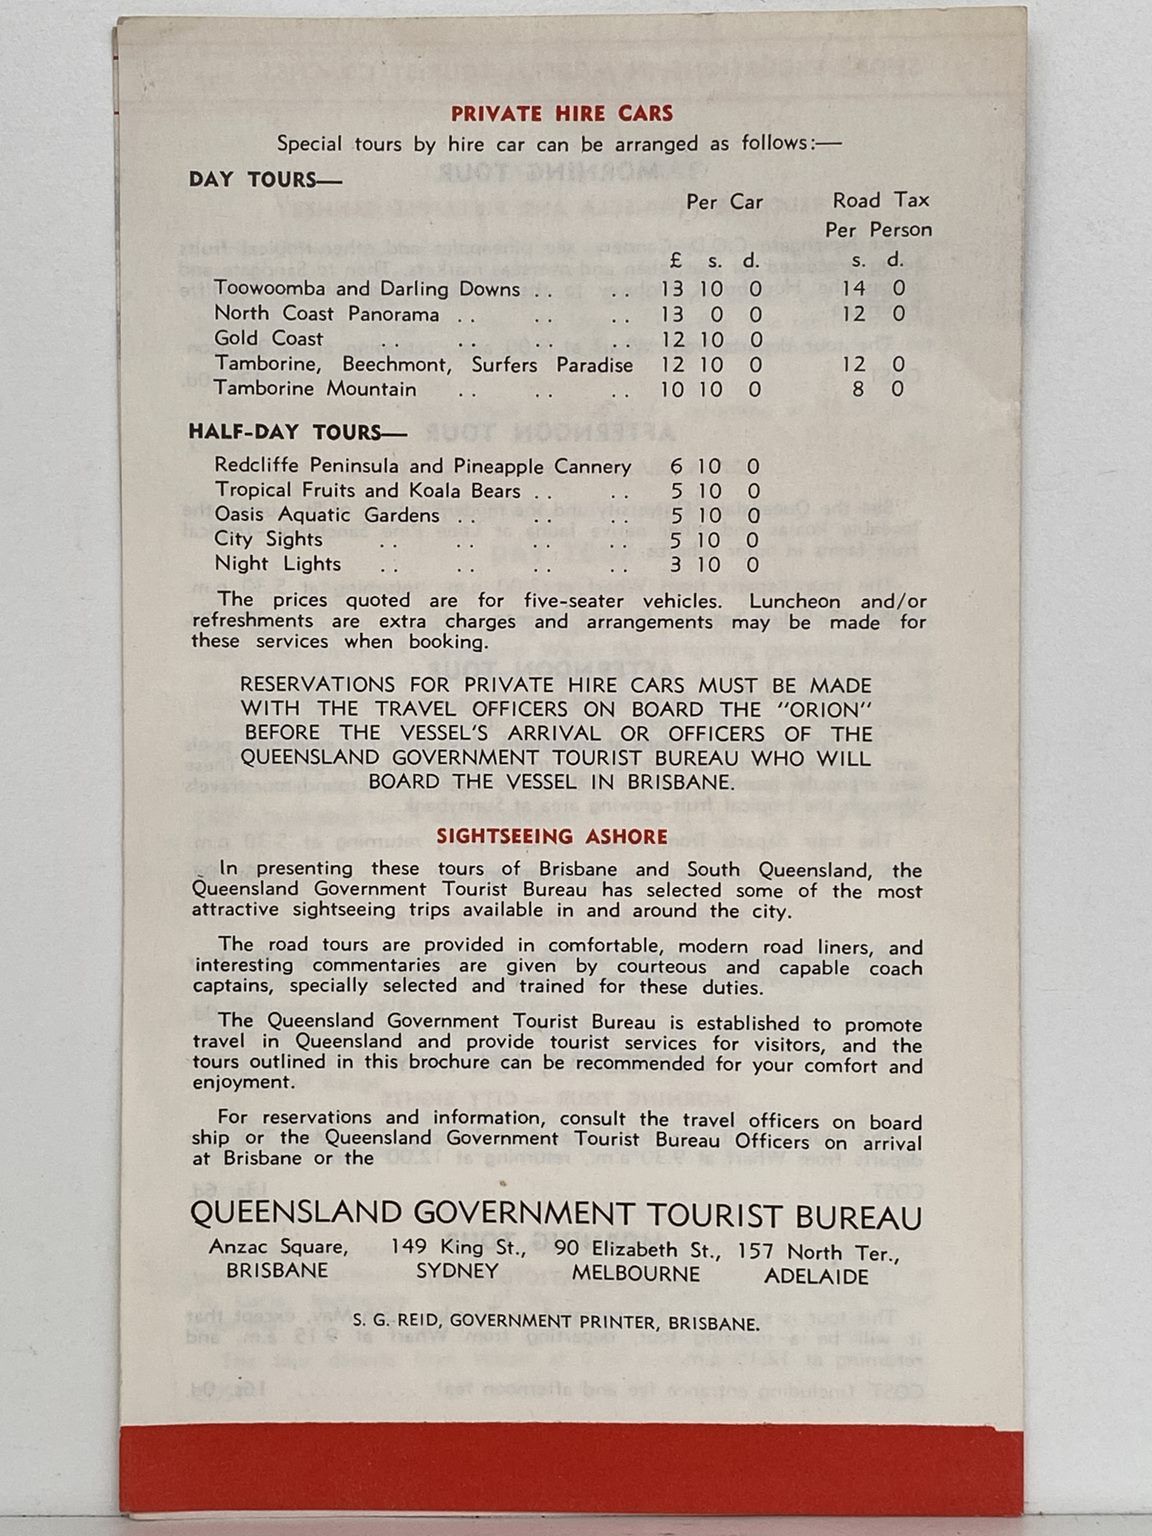 PRIVATE HIRE CARS
Special tours by hire car can be arranged as follows:—
DAY TOURS—
Per Car Road Tax
Per Person
£ s. d. s. d.
Toowoomba and Darling Downs . . . . 13 10 0 14 0
North Coast Panorama . . . . . . 13 0 0 12 0
Gold Coast . . . . . . . . 12 10 0
Tamborine, Beechmont, Surfers Paradise 12 10 0 12 0
Tamborine Mountain . . . . . . 10 10 0 8 0
HALF-DAY TOURS—
Redcliffe Peninsula and Pineapple Cannery 6 10 0
Tropical Fruits and Koala Bears . . . . 5 10 0
Oasis Aquatic Gardens . . . . . . 5 10 0
City Sights . . . . . . . . 5 10 0
Night Lights . . . . . . . . 3 10 0
The prices quoted are for five-seater vehicles. Luncheon and/or
refreshments are extra charges and arrangements may be made for
these services when booking.
RESERVATIONS FOR PRIVATE HIRE CARS MUST BE MADE
WITH THE TRAVEL OFFICERS ON BOARD THE "ORION"
BEFORE THE VESSEL'S ARRIVAL OR OFFICERS OF THE
QUEENSLAND GOVERNMENT TOURIST BUREAU WHO WILL
BOARD THE VESSEL IN BRISBANE.
SIGHTSEEING ASHORE
In presenting these tours of Brisbane and South Queensland, the
Queensland Government Tourist Bureau has selected some of the most
attractive sightseeing trips available in and around the city.
The road tours are provided in comfortable, modern road liners, and
interesting commentaries are given by courteous and capable coach
captains, specially selected and trained for these duties.
The Queensland Government Tourist Bureau is established to promote
travel in Queensland and provide tourist services for visitors, and the
tours outlined in this brochure can be recommended for your comfort and
enjoyment.
For reservations and information, consult the travel officers on board
ship or the Queensland Government Tourist Bureau Officers on arrival
at Brisbane or the
QUEENSLAND GOVERNMENT TOURIST BUREAU
Anzac Square, 149 King St., 90 Elizabeth St., 157 North Ter.,
BRISBANE SYDNEY MELBOURNE ADELAIDE
S. G. REID, GOVERNMENT PRINTER, BRISBANE.